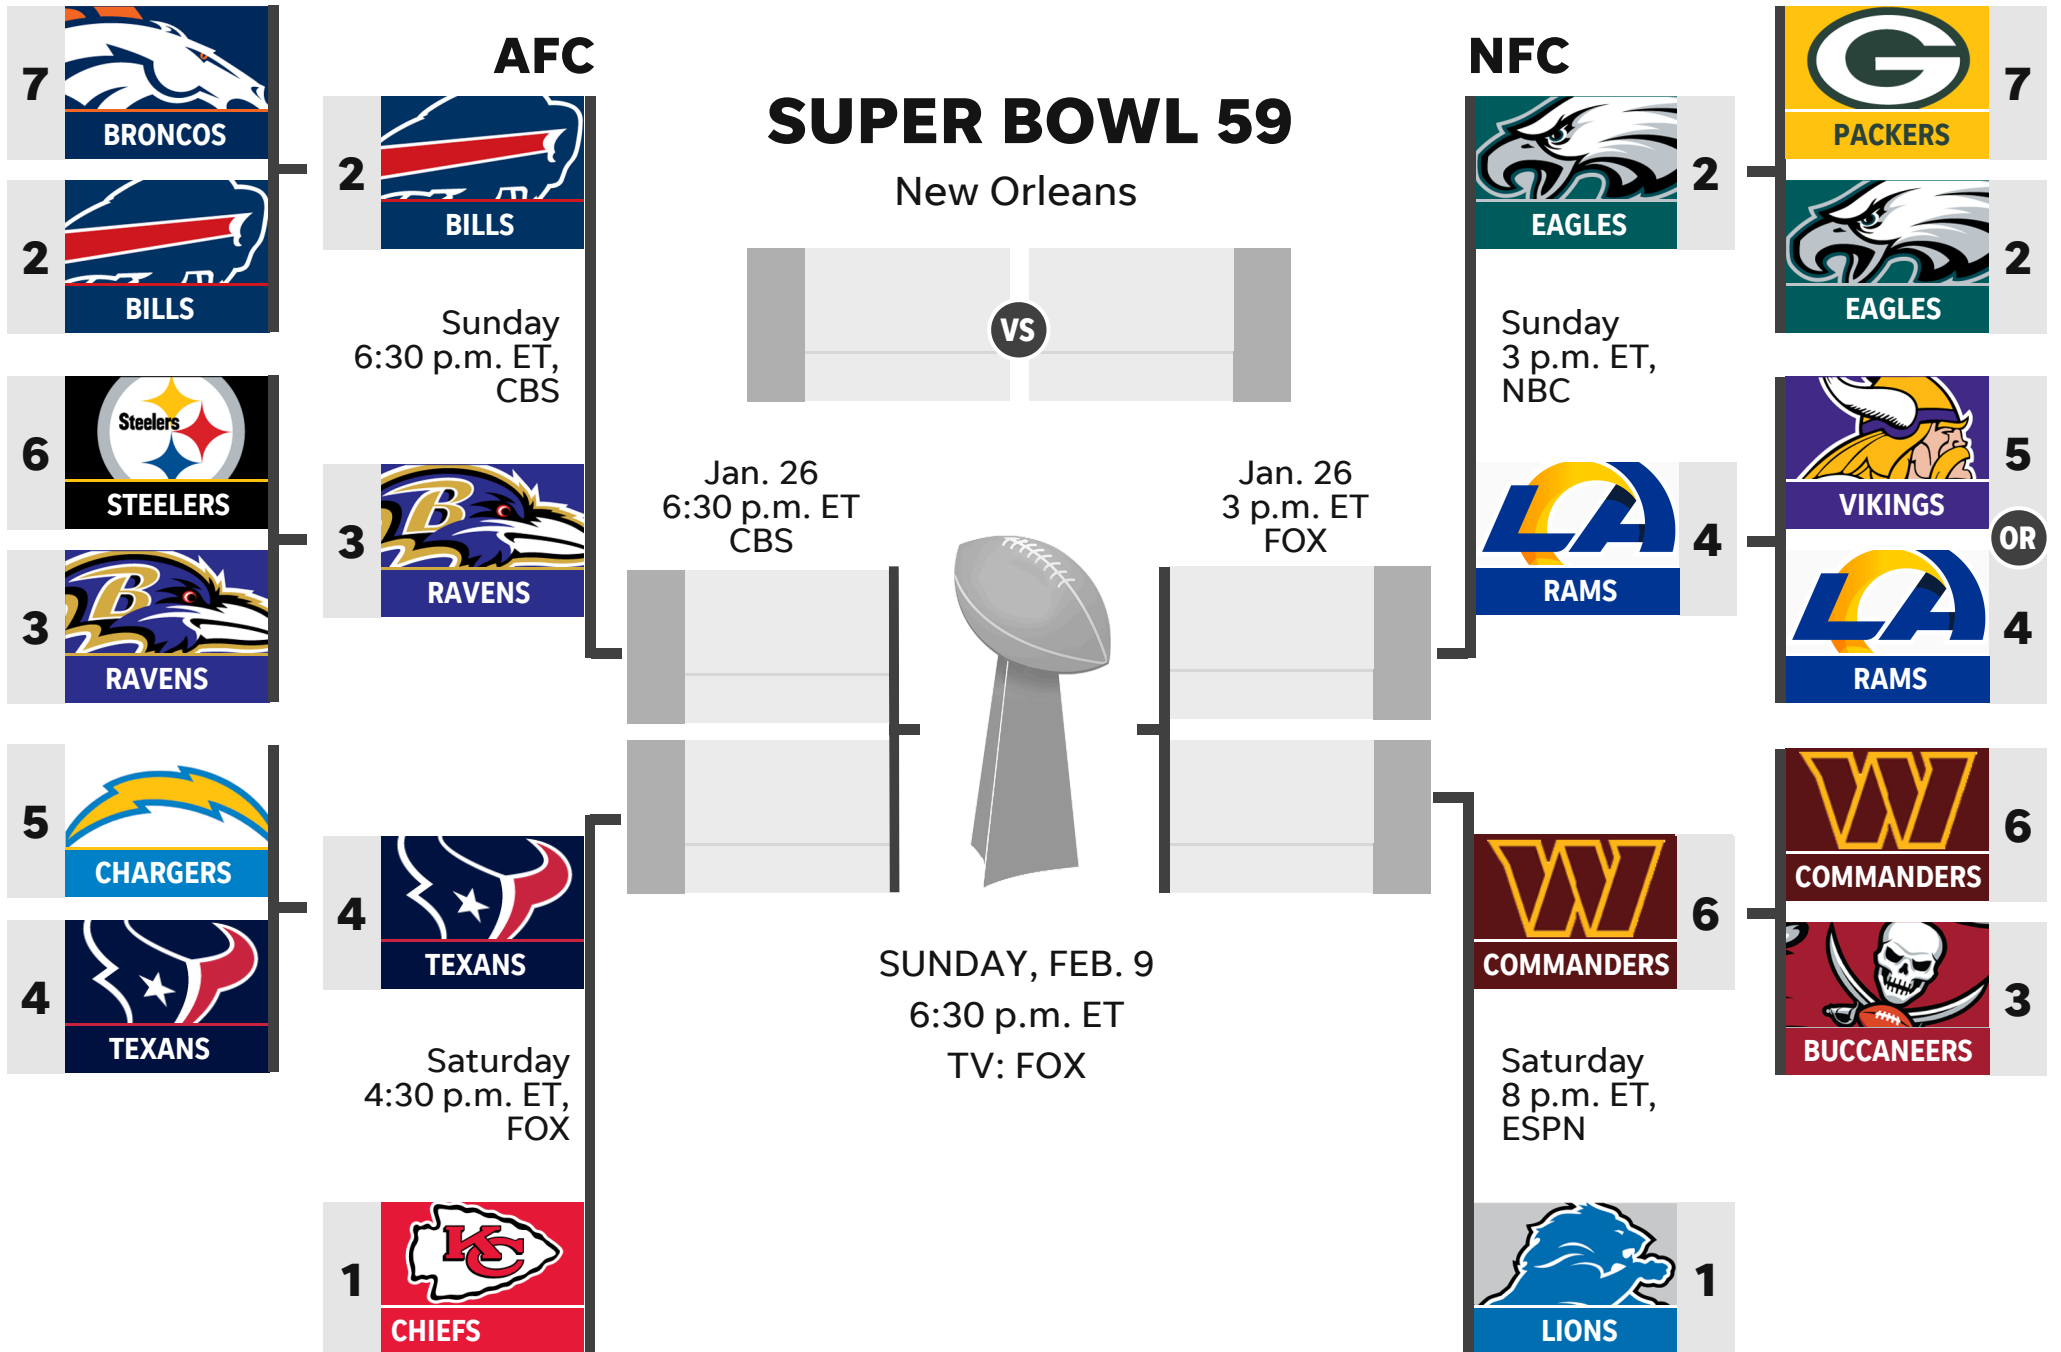 AFC
NFC
SUPER BOWL 59
New Orleans
VS
7
BRONCOS
2
BILLS
6
Steelers
STEELERS
3
B
RAVENS
5
CHARGERS
4
TEXANS
2
BILLS
Sunday
6:30 p.m. ET,
CBS
3
B
RAVENS
4
TEXANS
Saturday
4:30 p.m. ET,
FOX
1
KC
CHIEFS
Jan. 26
6:30 p.m. ET
CBS
Jan. 26
3 p.m. ET
FOX
SUNDAY, FEB. 9
6:30 p.m. ET
TV: FOX
EAGLES
2
Sunday
3 p.m. ET,
NBC
LA
RAMS
4
W
COMMANDERS
6
Saturday
8 p.m. ET,
ESPN
LIONS
1
G
PACKERS
7
EAGLES
2
VIKINGS
5
OR
LA
RAMS
4
W
COMMANDERS
6
BUCCANEERS
3